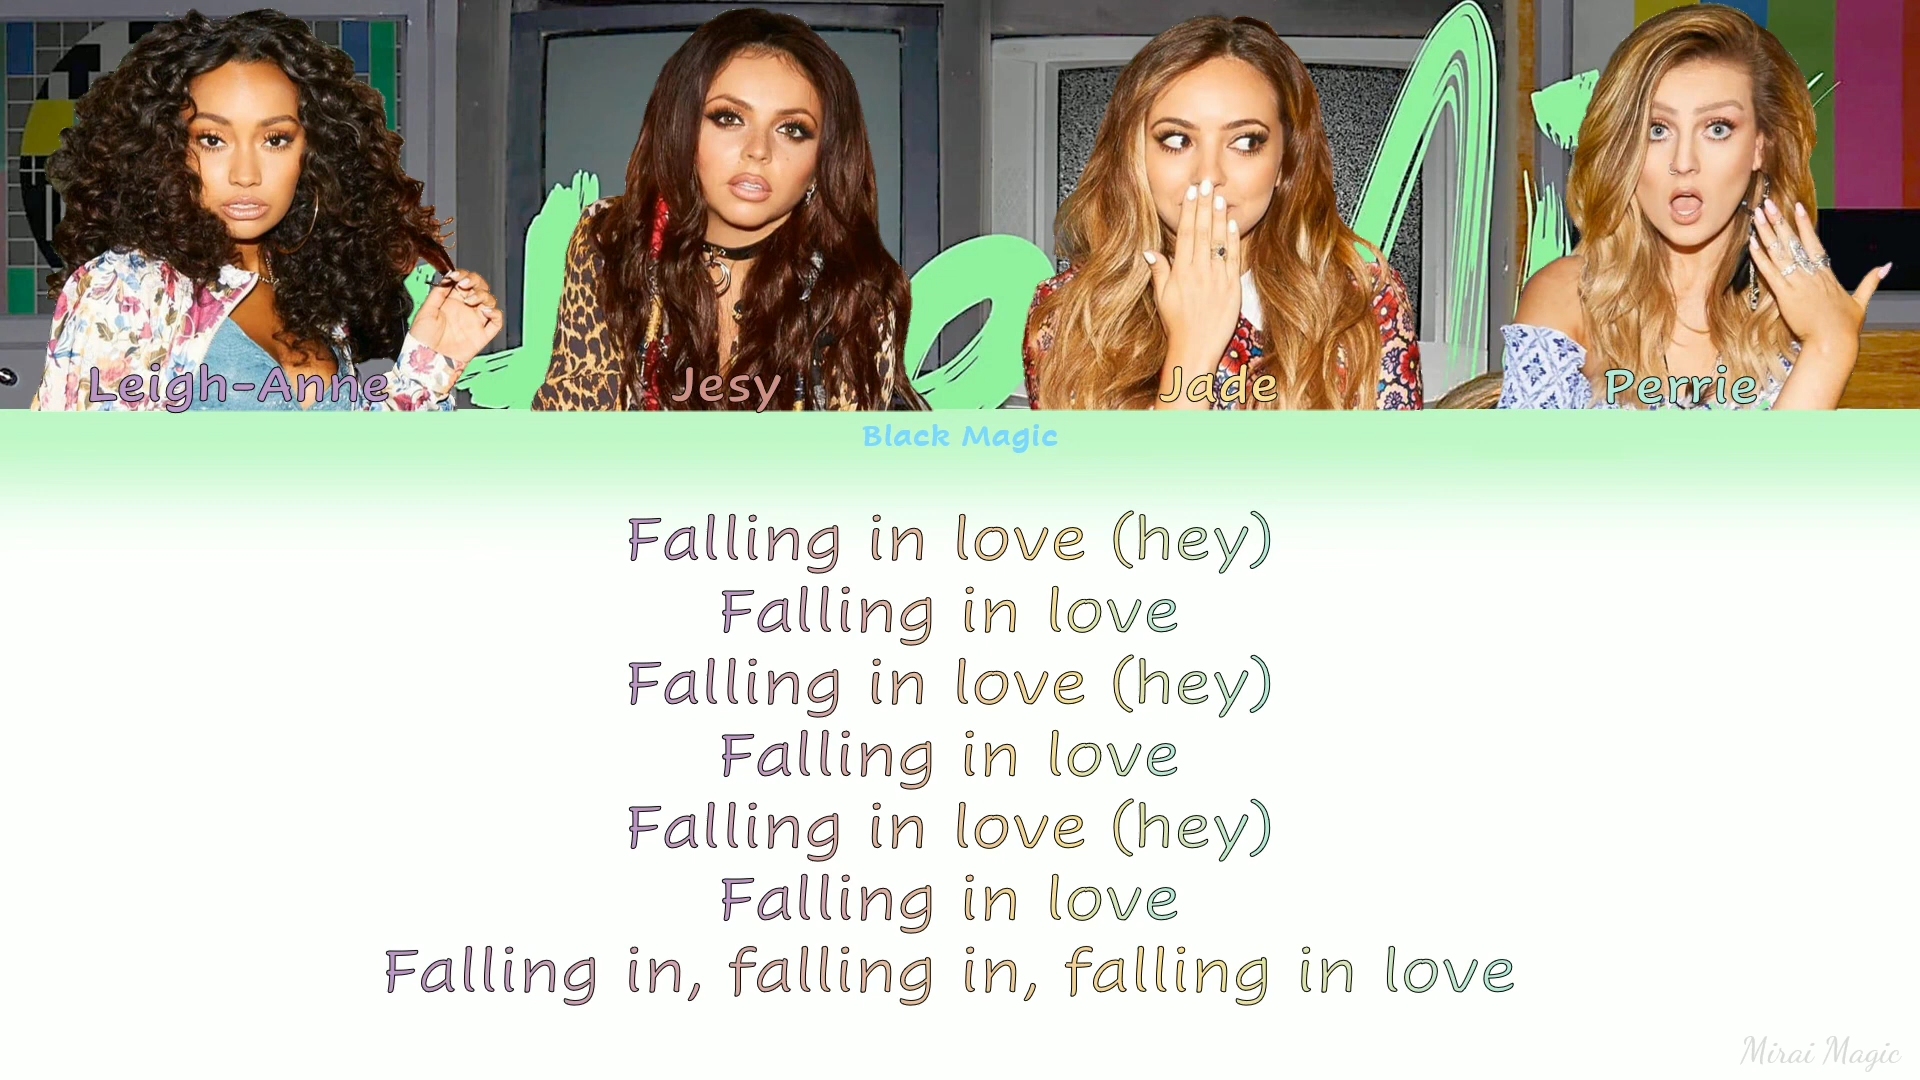 Leigh-Anne Jesy Jade Perrie
Black Magic
Falling in love (hey)
Falling in love
Falling in love (hey)
Falling in love
Falling in love (hey)
Falling in love
Falling in, falling in, falling in love
Mirai Magic